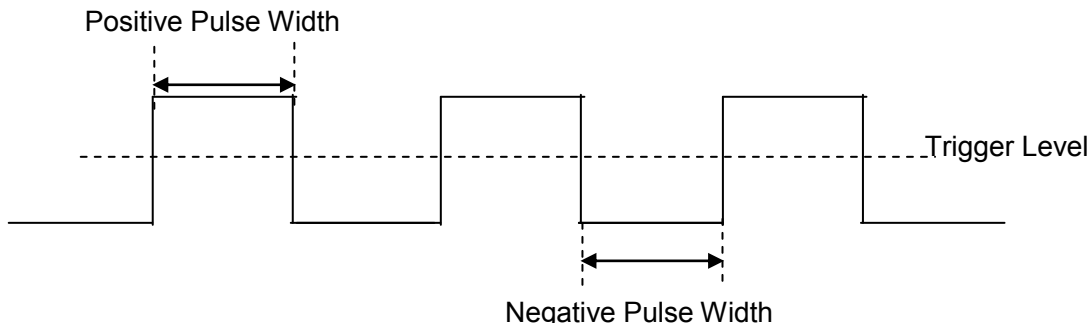 Positive Pulse Width
Trigger Level
Negative Pulse Width